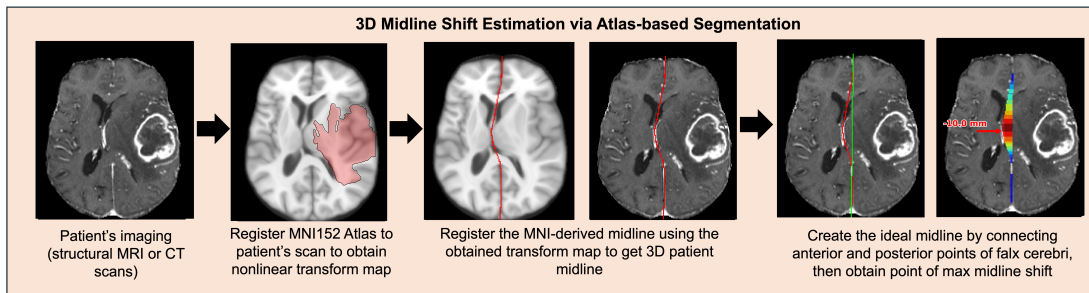 3D Midline Shift Estimation via Atlas-based Segmentation
-10.0 mm
Patient's imaging
(structural MRI or CT
scans)
Register MNI152 Atlas to
patient's scan to obtain
nonlinear transform map
Register the MNI-derived midline using the
obtained transform map to get 3D patient
midline
Create the ideal midline by connecting
anterior and posterior points of falx cerebri,
then obtain point of max midline shift